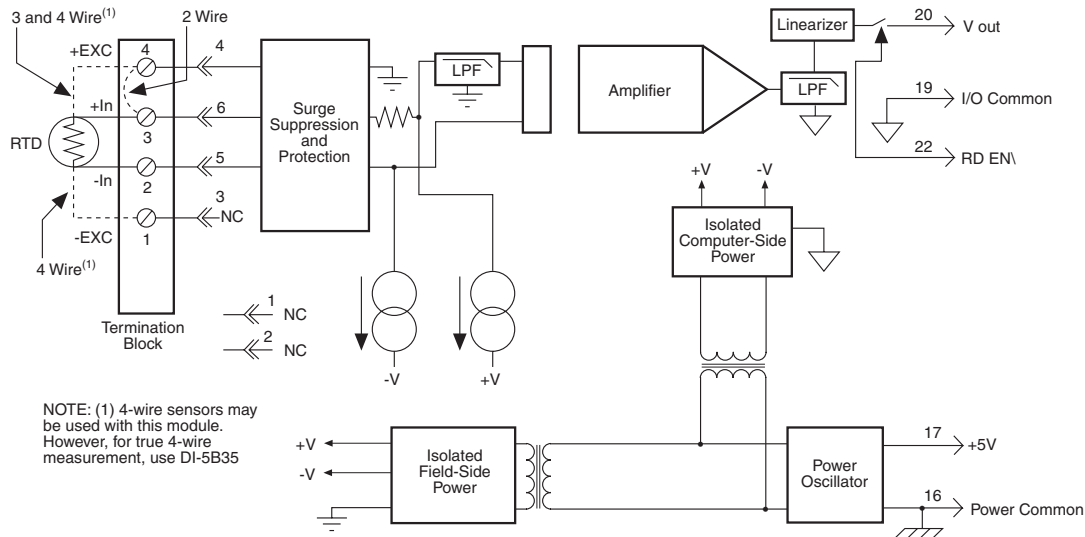 3 and 4 Wire(1)
2 Wire
+EXC
4
4
+In
3
6
RTD
-In
2
5
-EXC
1
3
NC
4 Wire(1)
Termination
Block
1
NC
2
NC
Surge
Suppression
and
Protection
LPF
-V
+V
Amplifier
Linearizer
LPF
20
V out
19
I/O Common
22
RD EN\
+V
-V
Isolated
Computer-Side
Power
NOTE: (1) 4-wire sensors may
be used with this module.
However, for true 4-wire
measurement, use DI-5B35
+V
-V
Isolated
Field-Side
Power
Power
Oscillator
17
+5V
16
Power Common